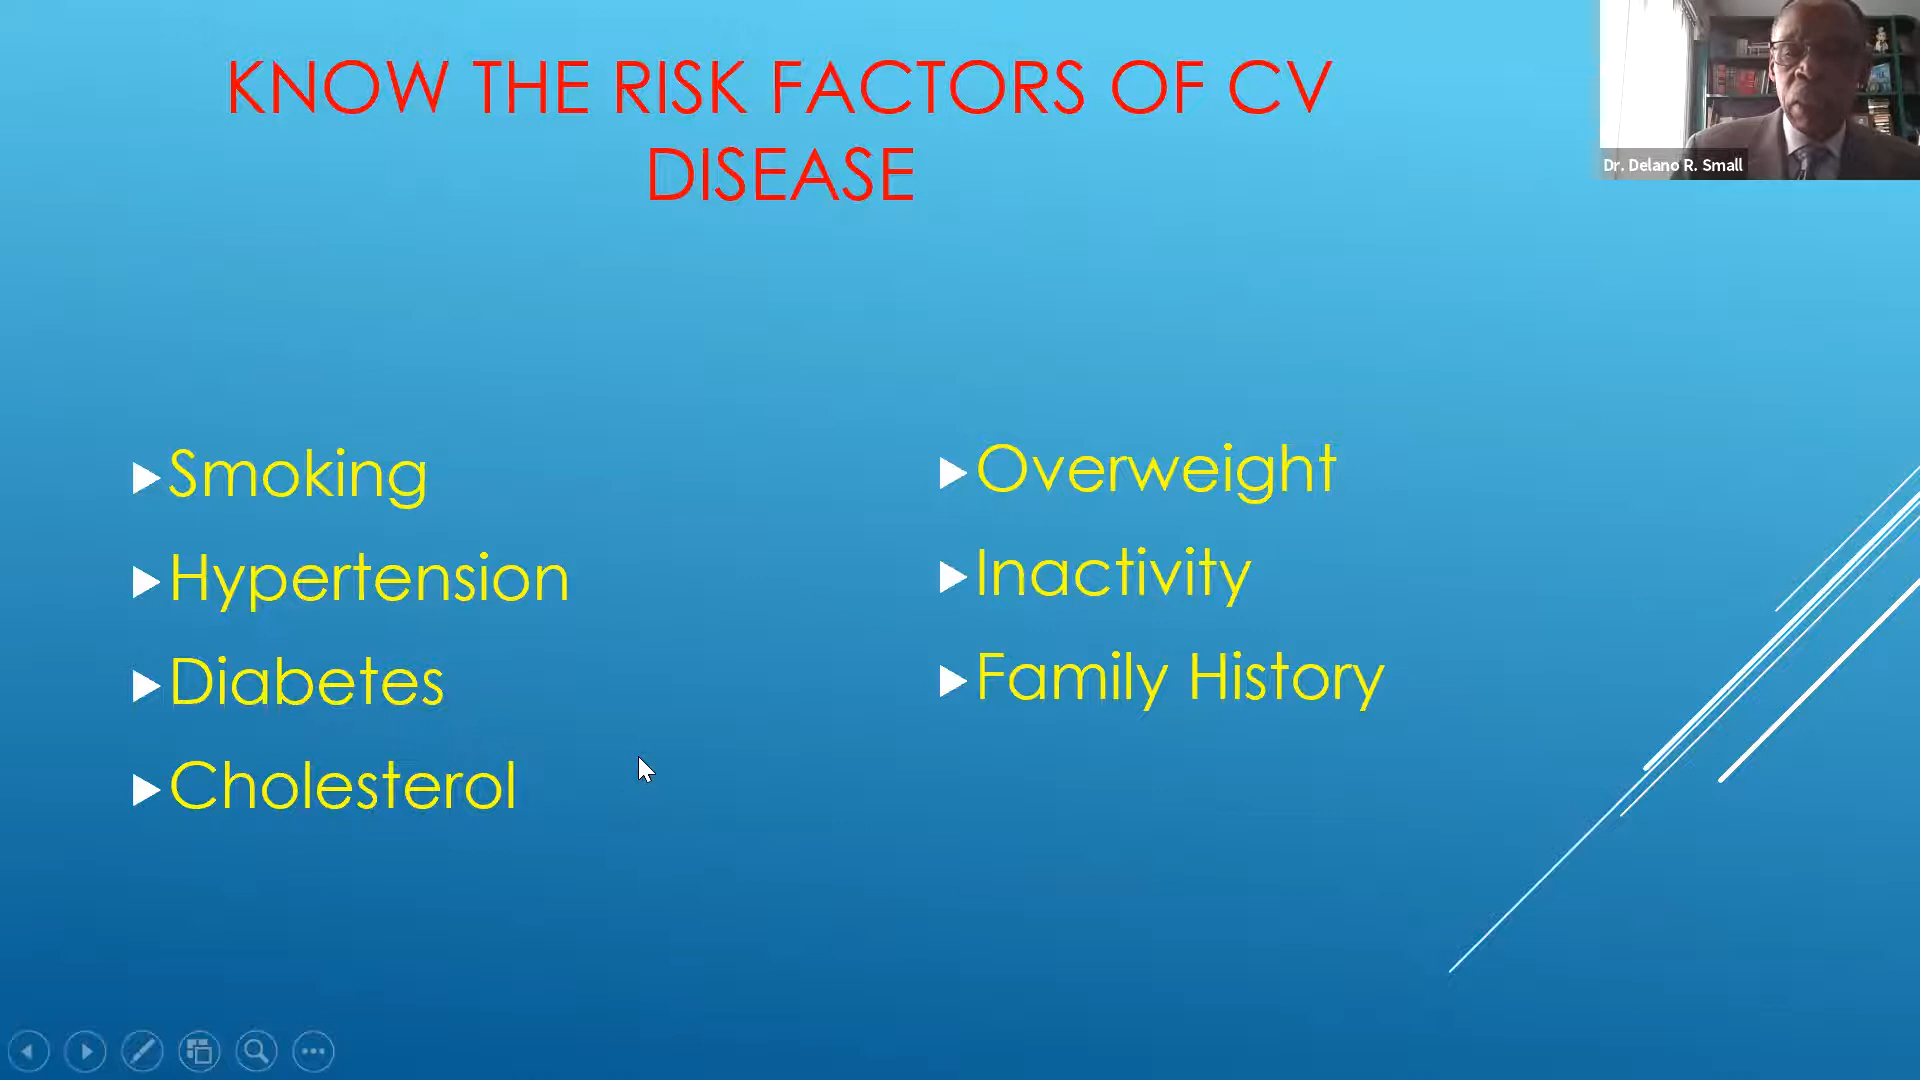 KNOW THE RISK FACTORS OF CV
DISEASE
Smoking
Hypertension
Diabetes
Cholesterol
Overweight
Inactivity
Family History
Dr. Delano R. Small